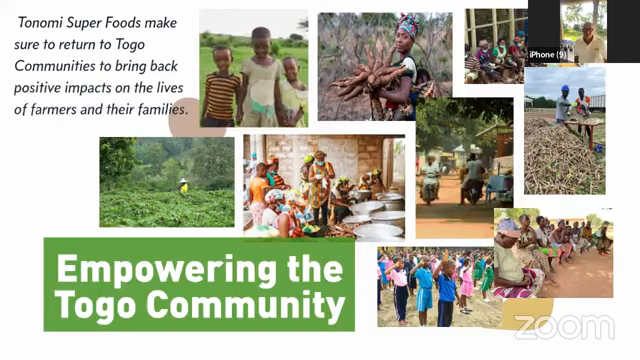 Tonomi Super Foods make
sure to return to Togo
Communities to bring back
positive impacts on the lives
of farmers and their families.
iPhone (9)
Empowering the
Togo Community
zoom